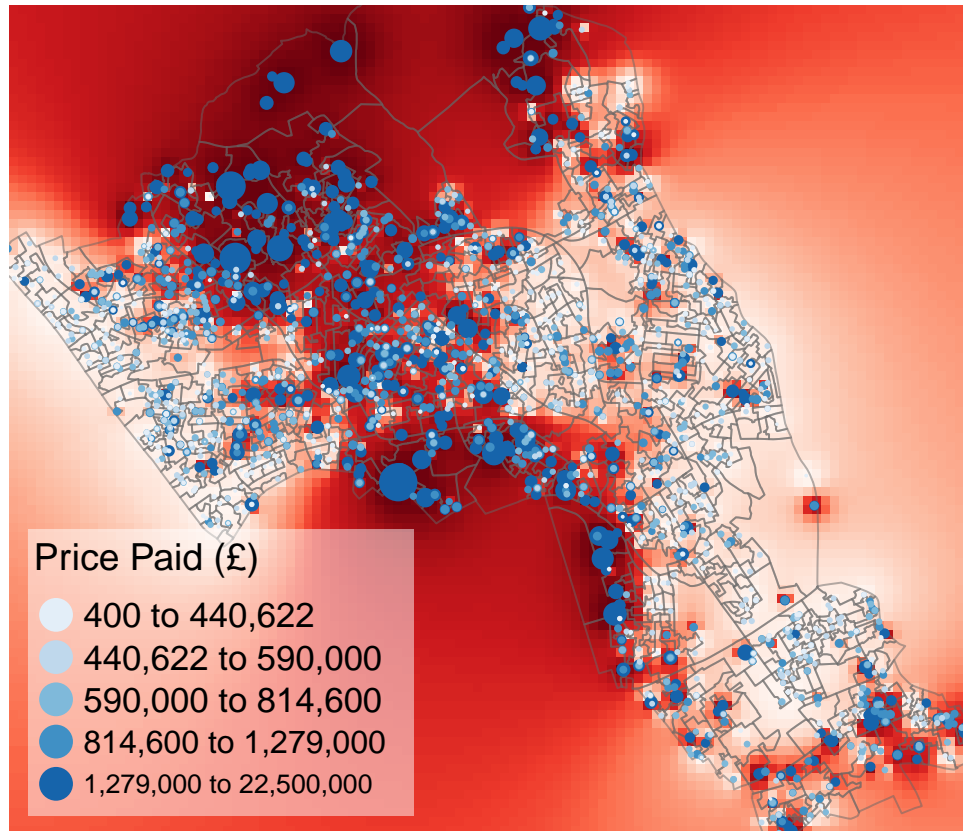 Price Paid (£)
400 to 440,622
440,622 to 590,000
590,000 to 814,600
814,600 to 1,279,000
1,279,000 to 22,500,000